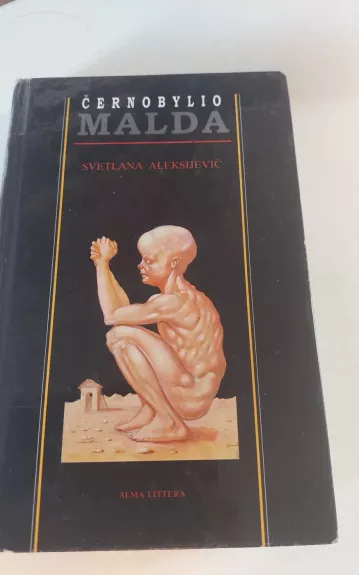 ČERNOBYLIO
MALDA
SVETLANA ALEKSIJEVIČ
ALMA LITTERA